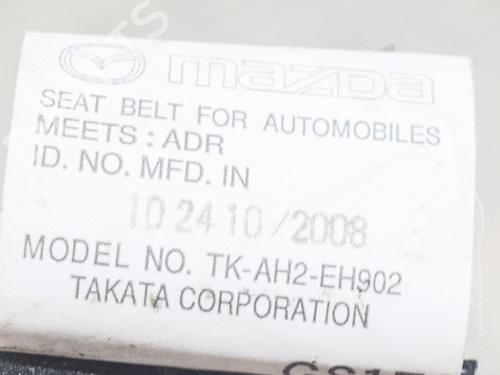 mazda
SEAT BELT FOR AUTOMOBILES
MEETS : ADR
ID. NO. MFD. IN
10 24 10/2008
MODEL NO. TK-AH2-EH902
TAKATA CORPORATION